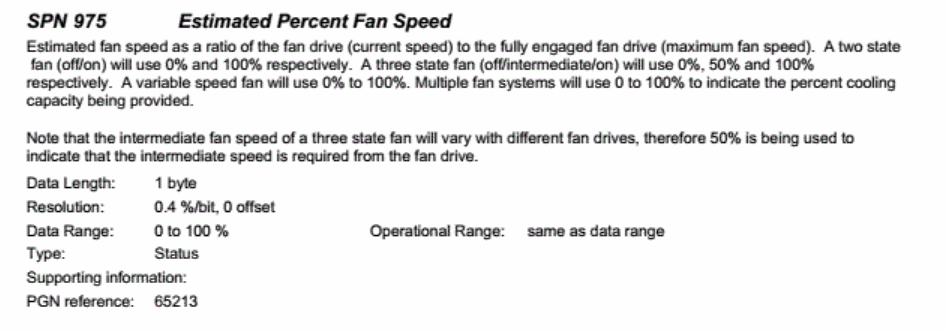 SPN 975 Estimated Percent Fan Speed
Estimated fan speed as a ratio of the fan drive (current speed) to the fully engaged fan drive (maximum fan speed). A two state
fan (off/on) will use 0% and 100% respectively. A three state fan (off/intermediate/on) will use 0%, 50% and 100%
respectively. A variable speed fan will use 0% to 100%. Multiple fan systems will use 0 to 100% to indicate the percent cooling
capacity being provided.
Note that the intermediate fan speed of a three state fan will vary with different fan drives, therefore 50% is being used to
indicate that the intermediate speed is required from the fan drive.
Data Length: 1 byte
Resolution: 0.4 %/bit, 0 offset
Data Range: 0 to 100 % Operational Range: same as data range
Type: Status
Supporting information:
PGN reference: 65213